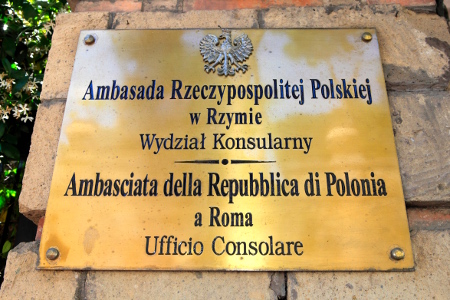 Ambasada Rzeczypospolitej Polskiej
w Rzymie
Wydział Konsularny
Ambasciata della Repubblica di Polonia
a Roma
Ufficio Consolare